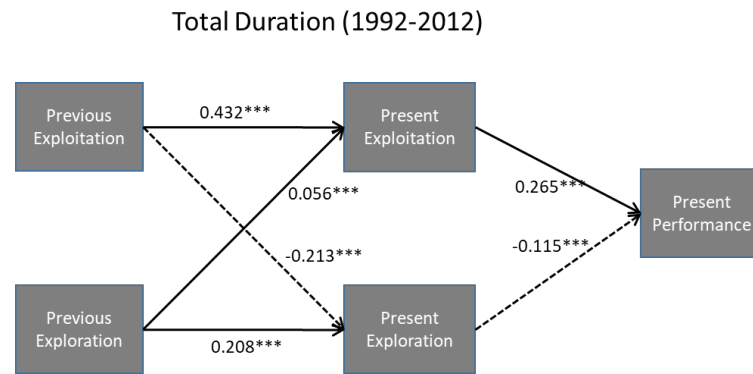 Total Duration (1992-2012)
Previous
Exploitation
0.432***
Present
Exploitation
0.056***
0.265***
Present
Performance
-0.213***
-0.115***
Previous
Exploration
0.208***
Present
Exploration